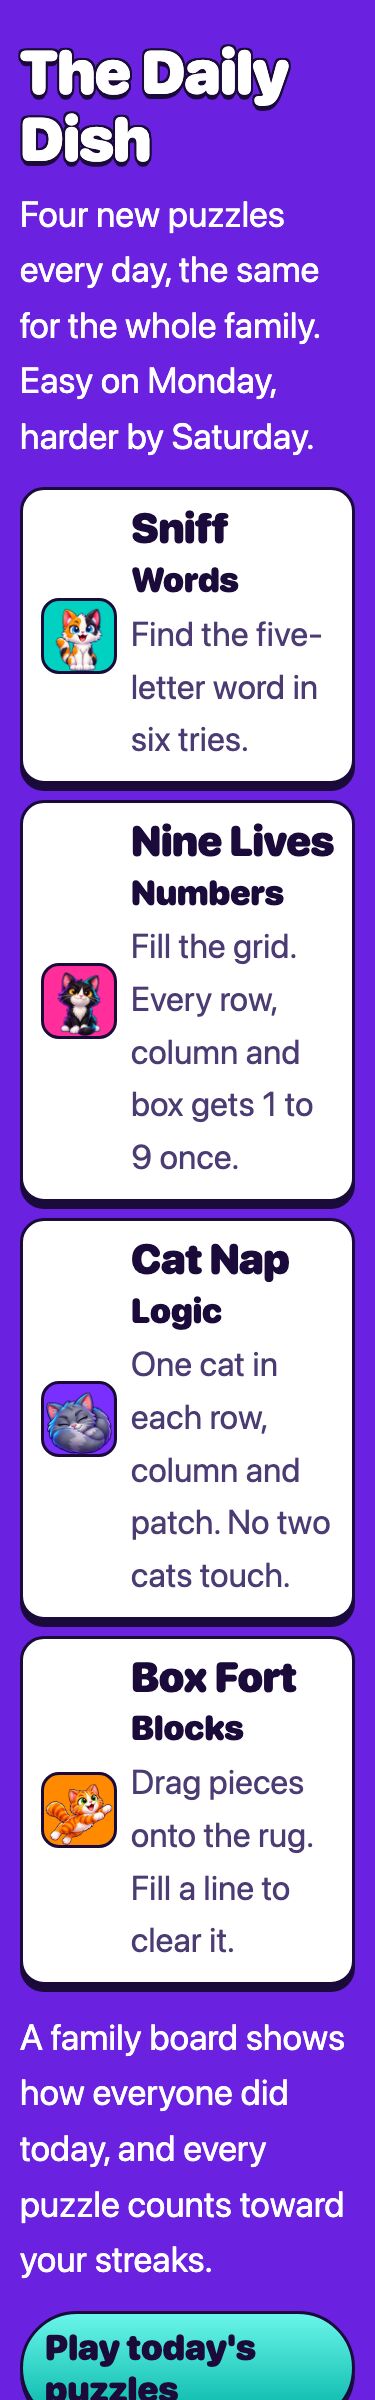 The Daily
Dish
Four new puzzles
every day, the same
for the whole family.
Easy on Monday,
harder by Saturday.
Sniff
Words
Find the five-
letter word in
six tries.
Nine Lives
Numbers
Fill the grid.
Every row,
column and
box gets 1 to
9 once.
Cat Nap
Logic
One cat in
each row,
column and
patch. No two
cats touch.
Box Fort
Blocks
Drag pieces
onto the rug.
Fill a line to
clear it.
A family board shows
how everyone did
today, and every
puzzle counts toward
your streaks.
Play today's
puzzles